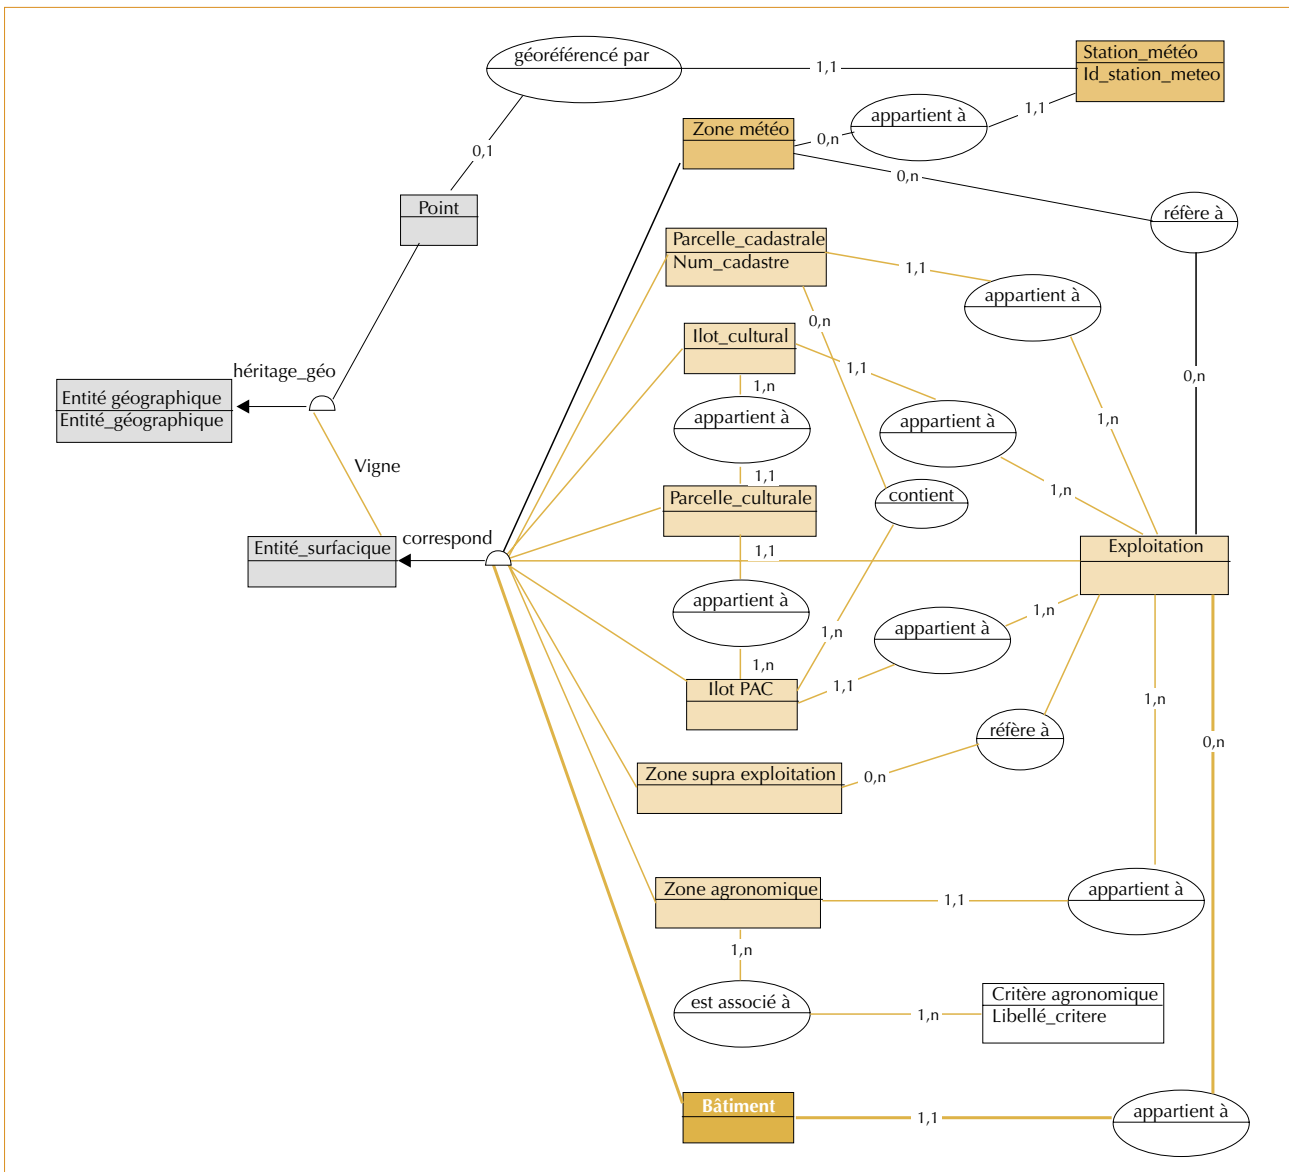 géoréférencé par
1,1
Station_météo
Id_station_meteo
appartient à
1,1
0,n
Zone météo
0,n
0,1
Point
réfère à
Parcelle_cadastrale
Num_cadastre
1,1
appartient à
0,n
Ilot_cultural
1,1
0,n
héritage_géo
Entité géographique
Entité_géographique
1,n
appartient à
appartient à
1,n
Vigne
1,1
1,n
Parcelle_culturale
contient
correspond
Entité_surfacique
1,1
Exploitation
appartient à
1,n
appartient à
1,n
1,n
1,1
Ilot PAC
1,n
réfère à
0,n
Zone supra exploitation
0,n
Zone agronomique
1,1
appartient à
1,n
est associé à
1,n
Critère agronomique
Libellé_critere
Bâtiment
1,1
appartient à